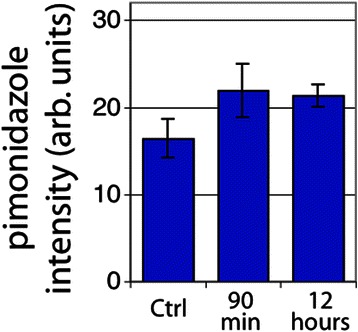 pimonidazole
intensity (arb. units)
30
20
10
0
Ctrl
90
min
12
hours